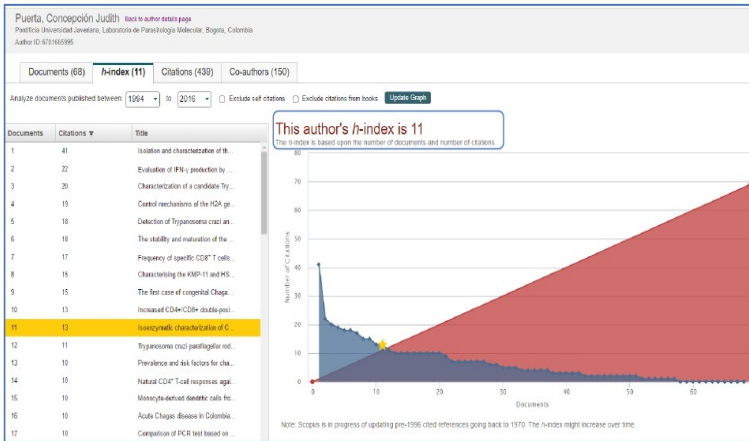 Puerta, Concepción Judith Back to author details page
Pontificia Universidad Javeriana, Laboratorio de Parasitología Molecular, Bogota, Colombia
Author ID:6701665995
Documents (68) h-index (11) Citations (439) Co-authors (150)
Analyze documents published between: 1994 to 2016 Exclude self citations Exclude citations from books Update Graph
Documents Citations Title
1 41 Isolation and characterization of th...
2 22 Evaluation of IFN-γ production by ...
3 20 Characterization of a candidate Try...
4 19 Control mechanisms of the H2A ge...
5 18 Detection of Trypanosoma cruzi an...
6 18 The stability and maturation of the ...
7 17 Frequency of specific CD8⁺ T cells...
8 15 Characterising the KMP-11 and HS...
9 15 The first case of congenital Chaga...
10 13 Increased CD4+/CD8+ double-posi...
11 13 Isoenzymatic characterization of C...
12 11 Trypanosoma cruzi paraflagellar rod...
13 10 Prevalence and risk factors for cha...
14 10 Natural CD4⁺ T-cell responses agai...
15 10 Monocyte-derived dendritic cells fro...
16 10 Acute Chagas disease in Colombia...
17 10 Comparison of PCR test based on ...
This author's h-index is 11
The h-index is based upon the number of documents and number of citations.
80
70
60
50
40
30
20
10
0
Number of Citations
0 10 20 30 40 50 60
Documents
Note: Scopus is in progress of updating pre-1996 cited references going back to 1970. The h-index might increase over time.